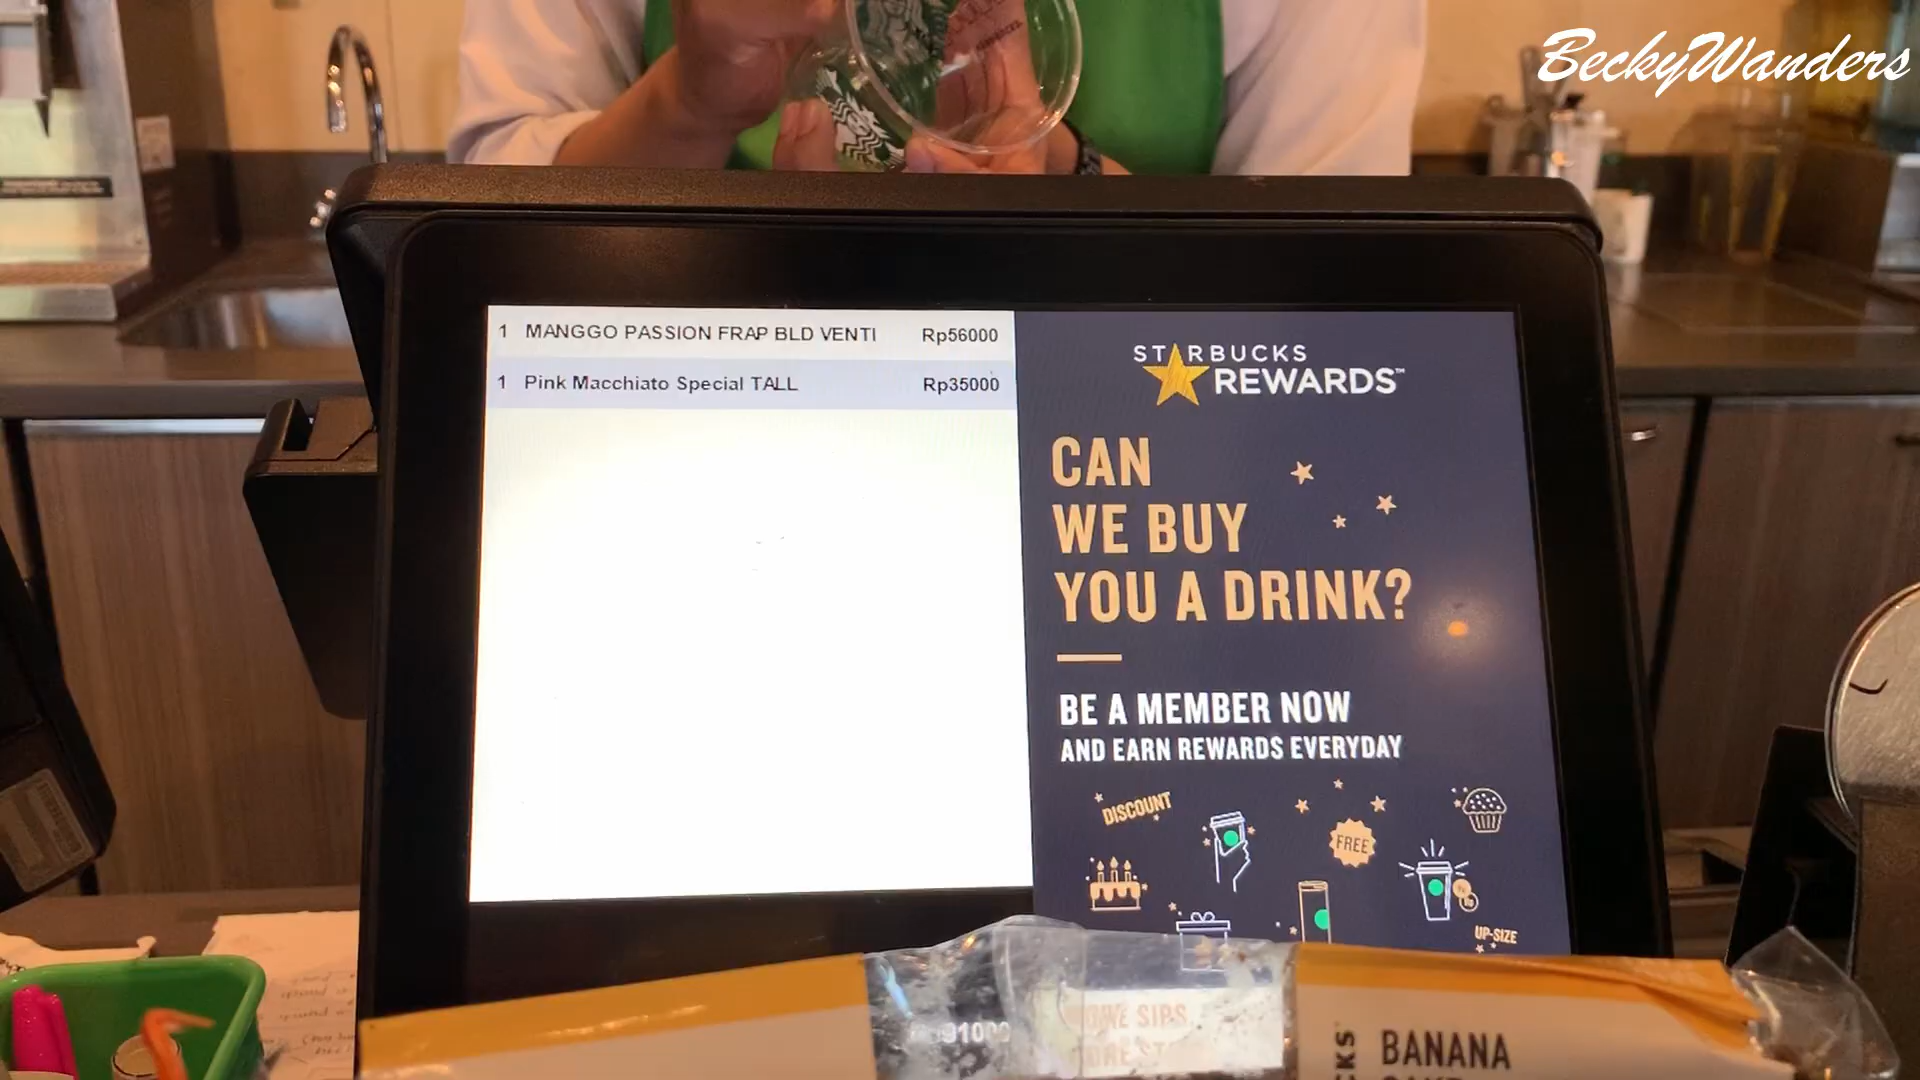 BeckyWanders
1 MANGGO PASSION FRAP BLD VENTI Rp56000
1 Pink Macchiato Special TALL Rp35000
STARBUCKS
REWARDS™
CAN
WE BUY
YOU A DRINK?
BE A MEMBER NOW
AND EARN REWARDS EVERYDAY
DISCOUNT
FREE
UP-SIZE
BANANA